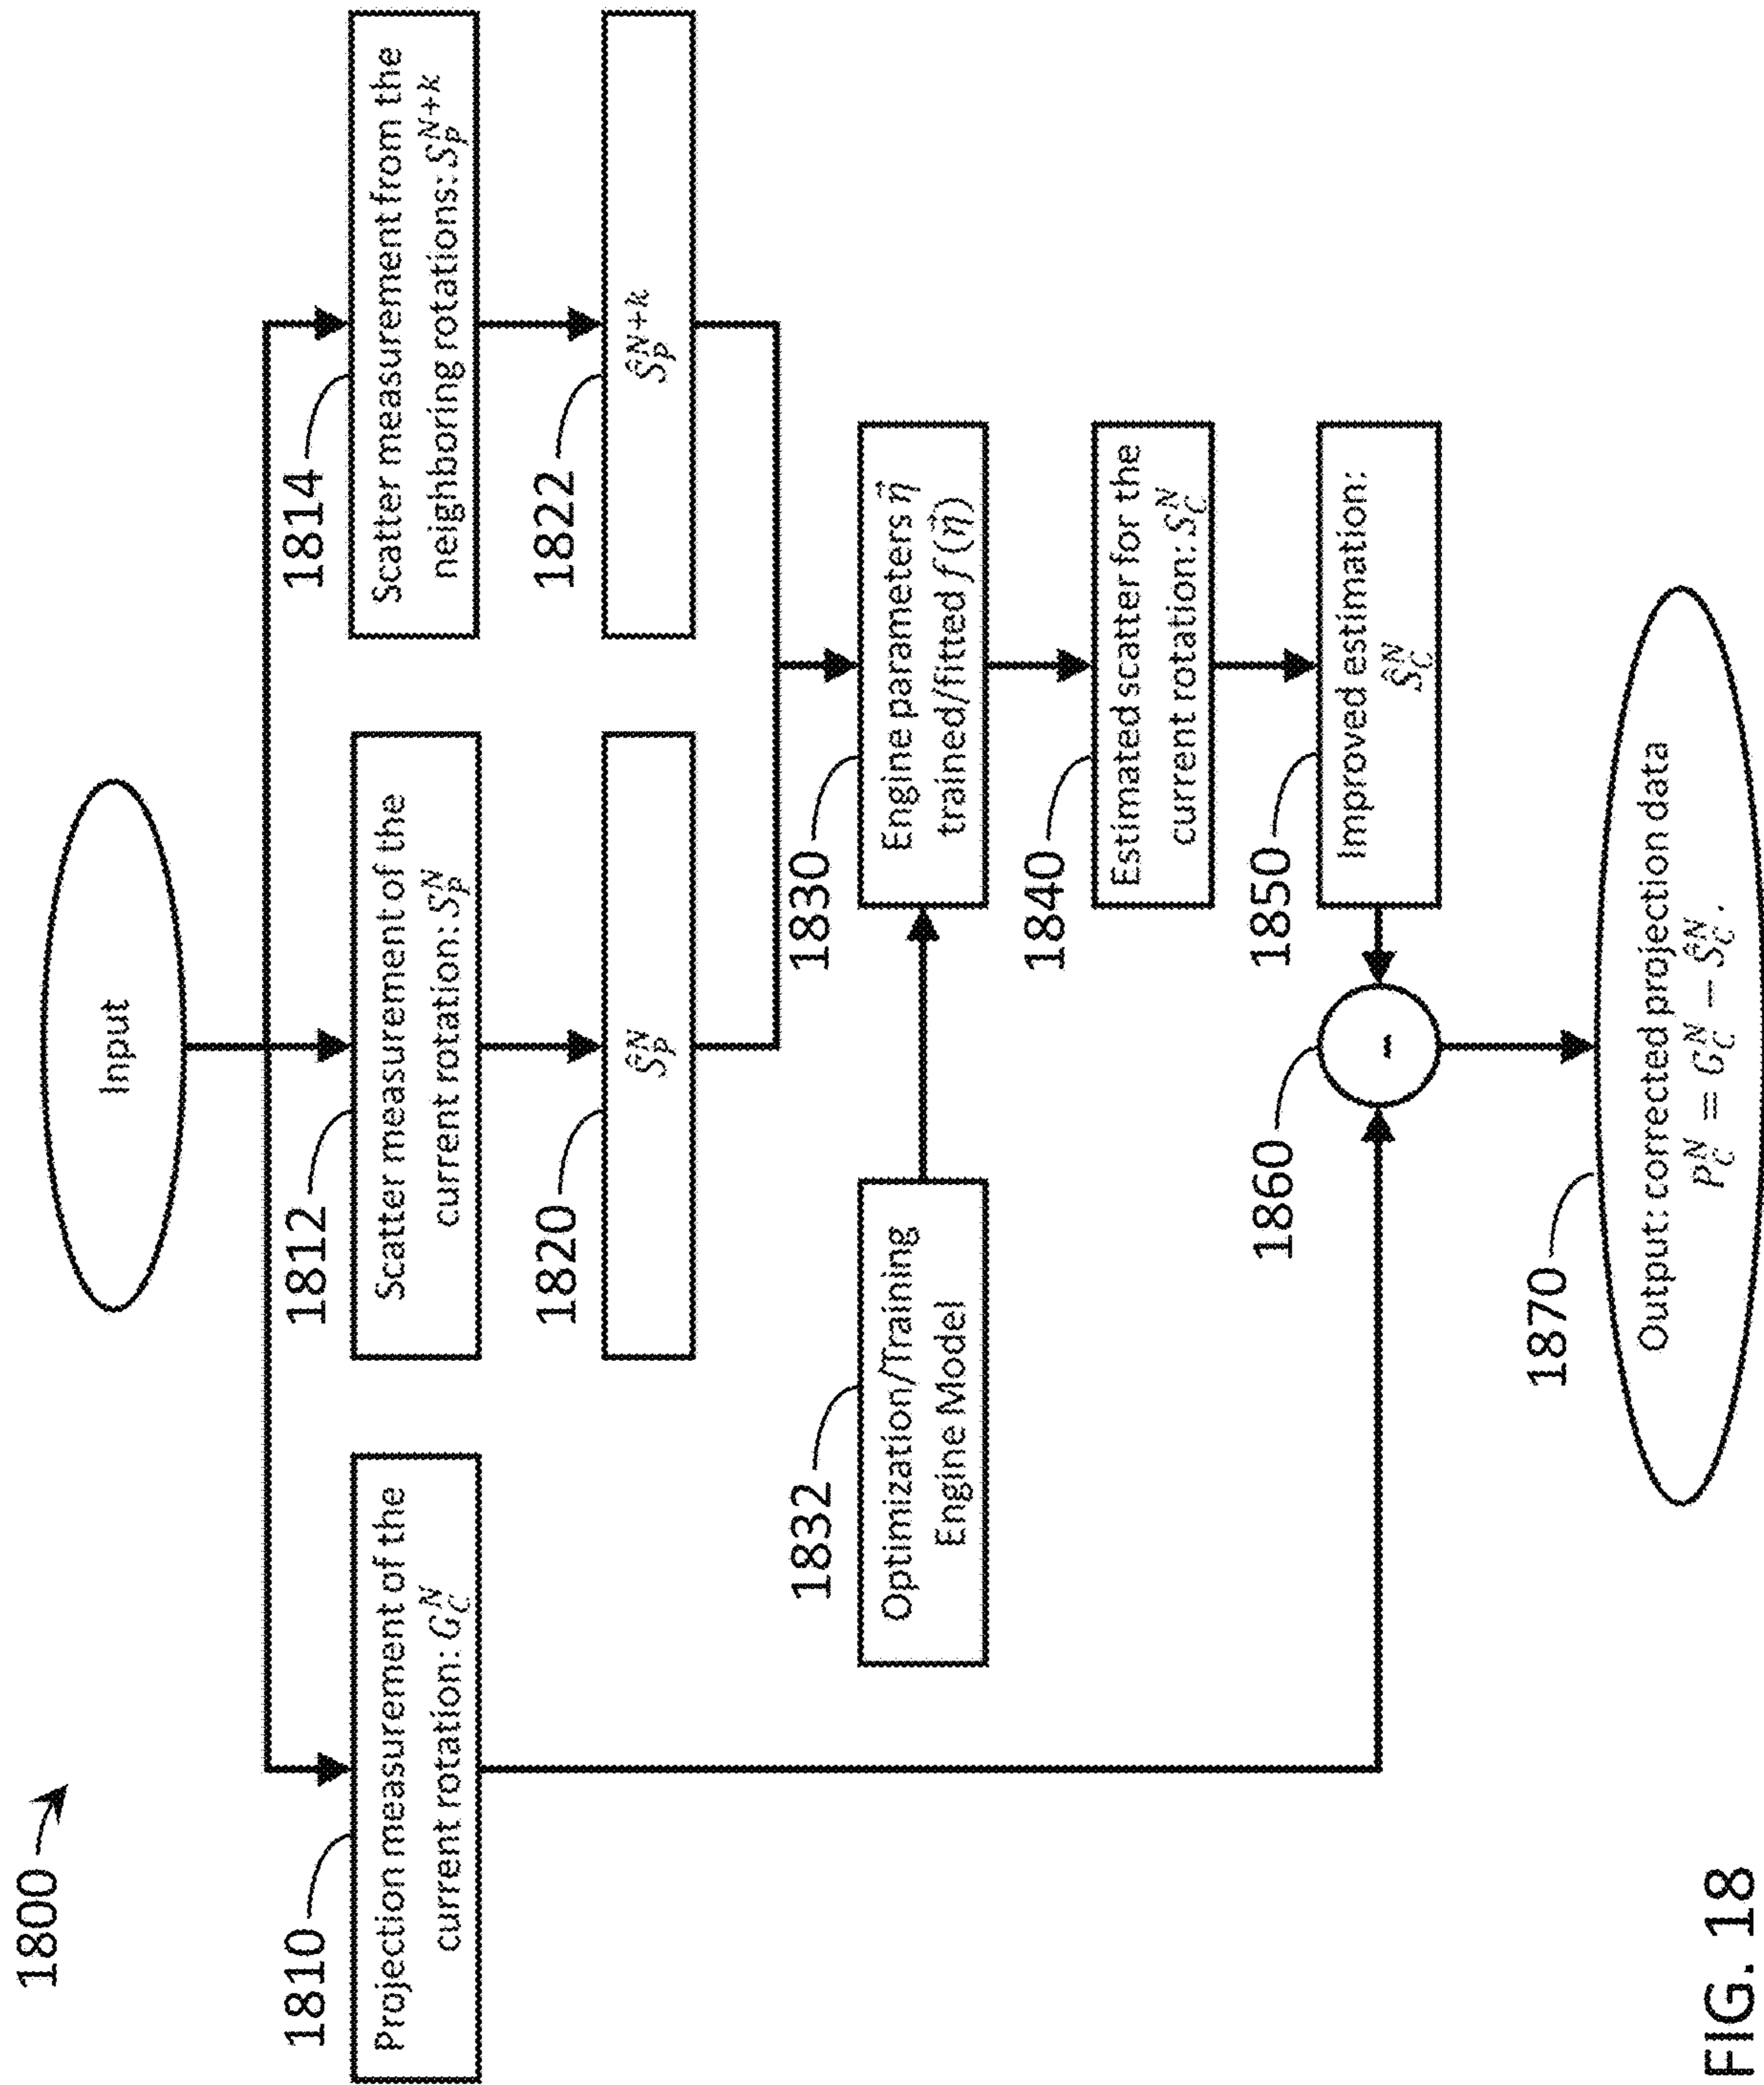 1800
Input
1810
Projection measurement of the
current rotation: G_C^N
1812
Scatter measurement of the
current rotation: S_P^N
1814
Scatter measurement from the
neighboring rotations: S_P^{N+k}
1820
Ŝ_P^N
1822
Ŝ_P^{N+k}
1832
Optimization/Training
Engine Model
1830
Engine parameters η⃗
trained/fitted f(η⃗)
1840
Estimated scatter for the
current rotation: S_C^N
1850
Improved estimation:
Ŝ_C^N
1860
-
1870
Output: corrected projection data
P_C^N = G_C^N − Ŝ_C^N.
FIG. 18